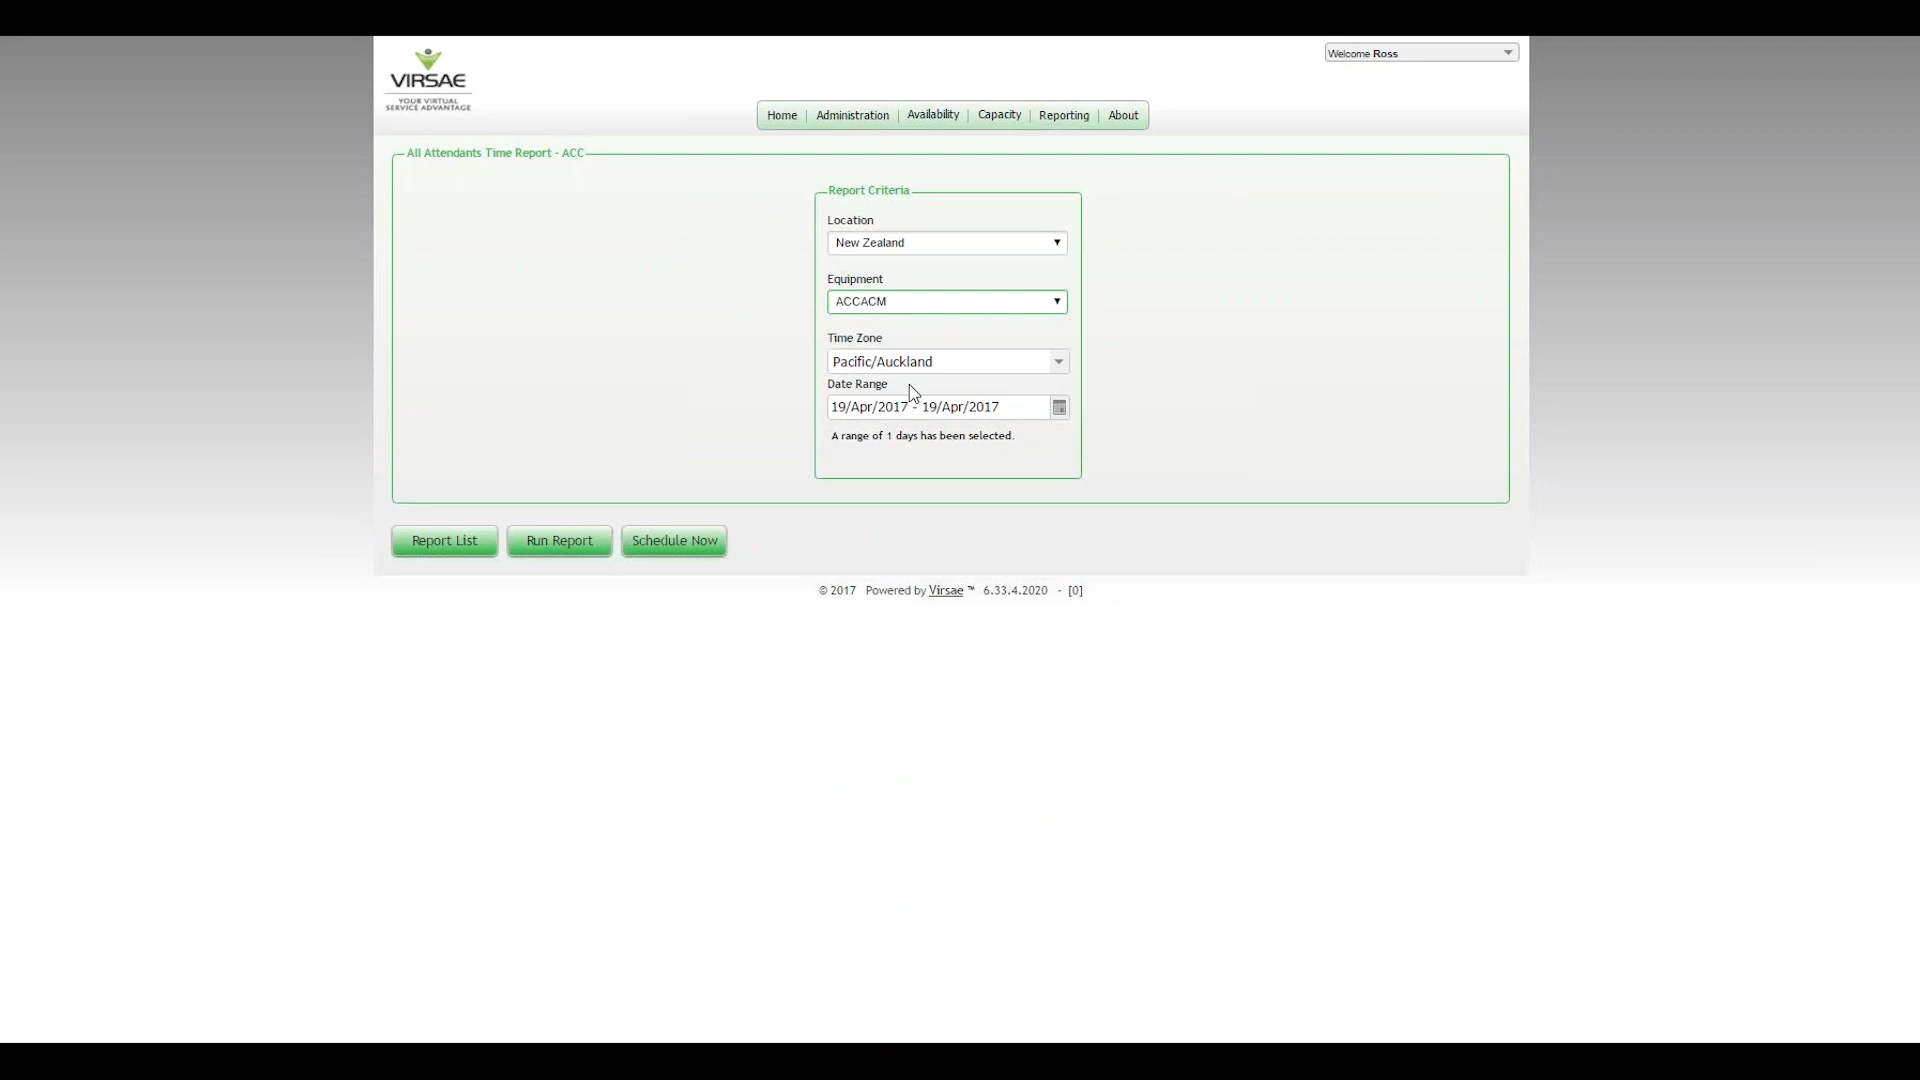 Welcome Ross
VIRSAE
YOUR VIRTUAL
SERVICE ADVANTAGE
Home | Administration | Availability | Capacity | Reporting | About
All Attendants Time Report - ACC
Report Criteria
Location
New Zealand
Equipment
ACCACM
Time Zone
Pacific/Auckland
Date Range
19/Apr/2017 - 19/Apr/2017
A range of 1 days has been selected.
Report List Run Report Schedule Now
© 2017 Powered by Virsae ™ 6.33.4.2020 - [0]